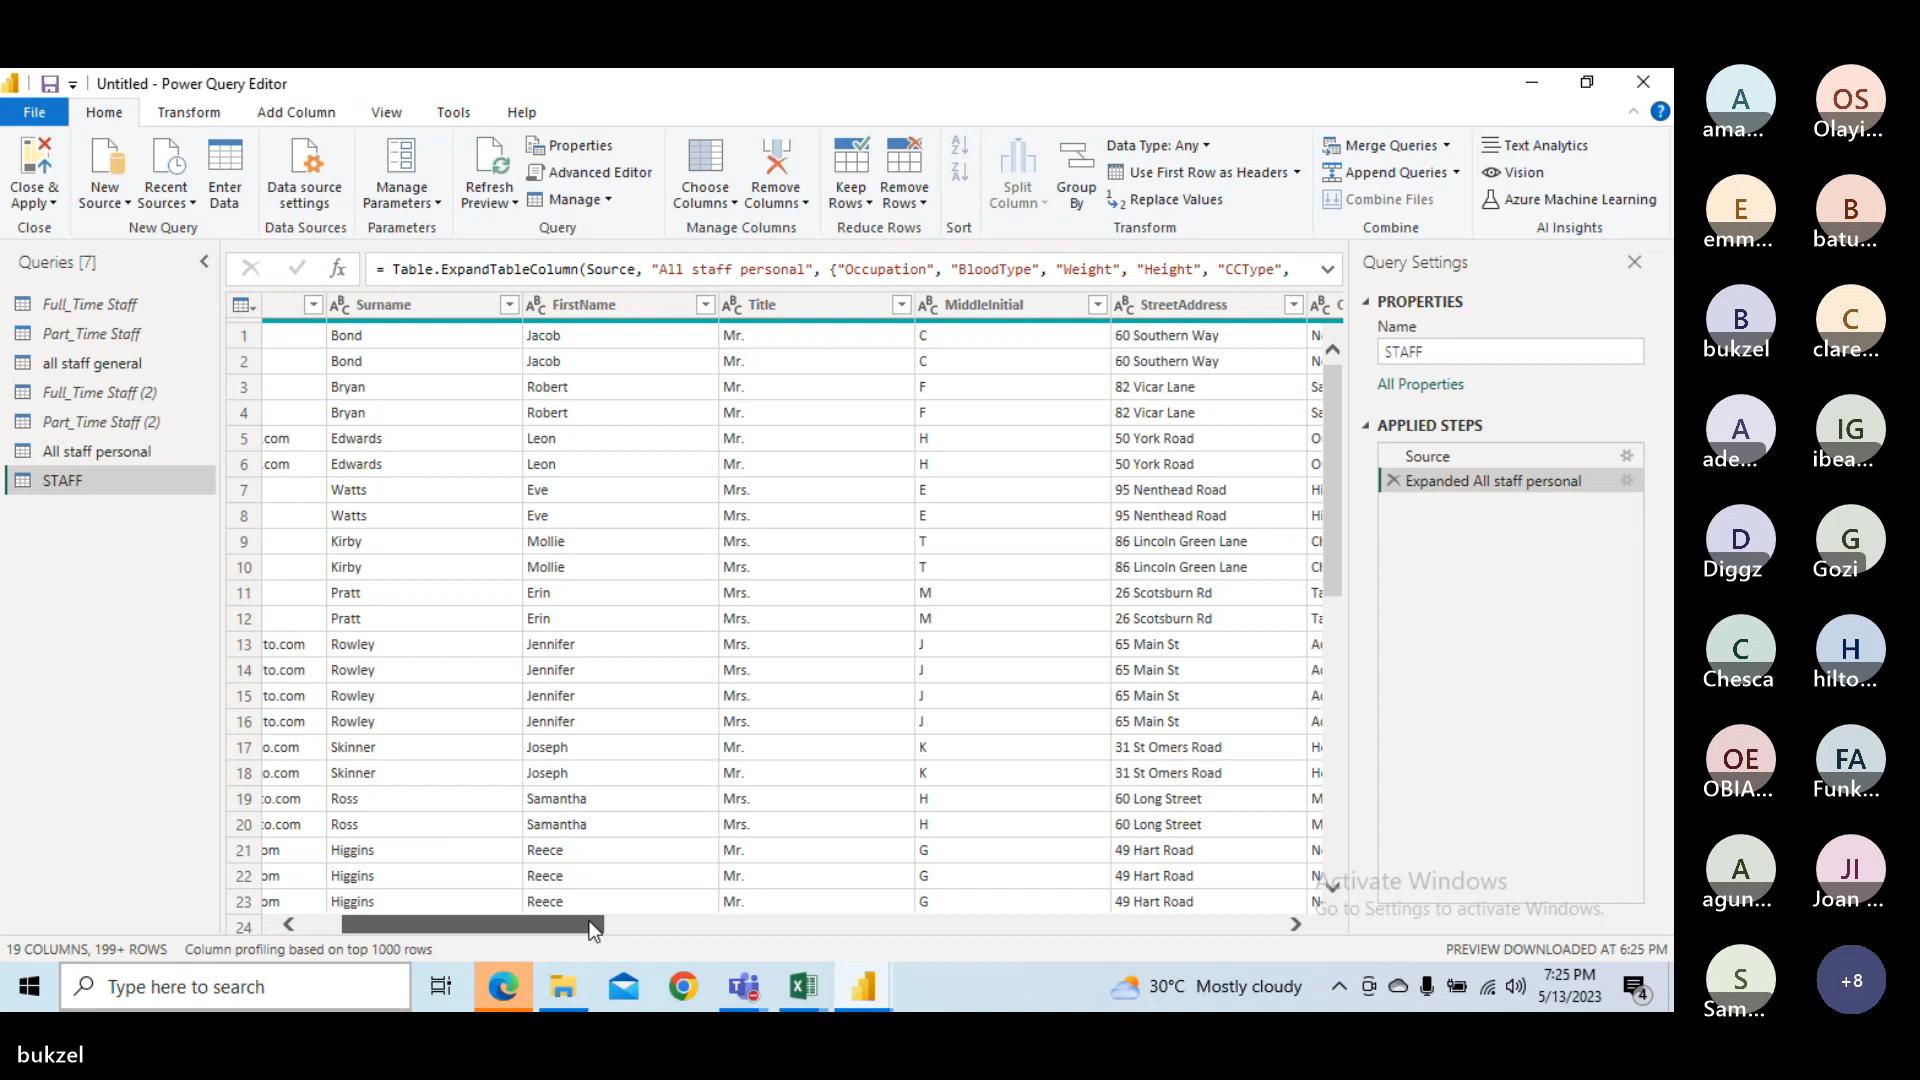 Untitled - Power Query Editor
File Home Transform Add Column View Tools Help
Close & Apply
New Source
Recent Sources
Enter Data
Data source settings
Manage Parameters
Refresh Preview
Properties
Advanced Editor
Manage
Choose Columns
Remove Columns
Keep Rows
Remove Rows
Split Column
Group By
Data Type: Any
Use First Row as Headers
Replace Values
Merge Queries
Append Queries
Combine Files
Text Analytics
Vision
Azure Machine Learning
Close New Query Data Sources Parameters Query Manage Columns Reduce Rows Sort Transform Combine AI Insights
Queries [7]
Full_Time Staff
Part_Time Staff
all staff general
Full_Time Staff (2)
Part_Time Staff (2)
All staff personal
STAFF
= Table.ExpandTableColumn(Source, "All staff personal", {"Occupation", "BloodType", "Weight", "Height", "CCType",
Surname FirstName Title MiddleInitial StreetAddress
1 Bond Jacob Mr. C 60 Southern Way
2 Bond Jacob Mr. C 60 Southern Way
3 Bryan Robert Mr. F 82 Vicar Lane
4 Bryan Robert Mr. F 82 Vicar Lane
5 .com Edwards Leon Mr. H 50 York Road
6 .com Edwards Leon Mr. H 50 York Road
7 Watts Eve Mrs. E 95 Nenthead Road
8 Watts Eve Mrs. E 95 Nenthead Road
9 Kirby Mollie Mrs. T 86 Lincoln Green Lane
10 Kirby Mollie Mrs. T 86 Lincoln Green Lane
11 Pratt Erin Mrs. M 26 Scotsburn Rd
12 Pratt Erin Mrs. M 26 Scotsburn Rd
13 to.com Rowley Jennifer Mrs. J 65 Main St
14 to.com Rowley Jennifer Mrs. J 65 Main St
15 to.com Rowley Jennifer Mrs. J 65 Main St
16 to.com Rowley Jennifer Mrs. J 65 Main St
17 o.com Skinner Joseph Mr. K 31 St Omers Road
18 o.com Skinner Joseph Mr. K 31 St Omers Road
19 o.com Ross Samantha Mrs. H 60 Long Street
20 o.com Ross Samantha Mrs. H 60 Long Street
21 om Higgins Reece Mr. G 49 Hart Road
22 om Higgins Reece Mr. G 49 Hart Road
23 om Higgins Reece Mr. G 49 Hart Road
24
Query Settings
PROPERTIES
Name
STAFF
All Properties
APPLIED STEPS
Source
Expanded All staff personal
Activate Windows
Go to Settings to activate Windows.
19 COLUMNS, 199+ ROWS Column profiling based on top 1000 rows
PREVIEW DOWNLOADED AT 6:25 PM
Type here to search
30°C Mostly cloudy
7:25 PM
5/13/2023
4
A ama...
OS Olayi...
E emm...
B batu...
B bukzel
C clare...
A ade...
IG ibea...
D Diggz
G Gozi
C Chesca
H hilto...
OE OBIA...
FA Funk...
A agun...
JI Joan ...
S Sam...
+8
bukzel